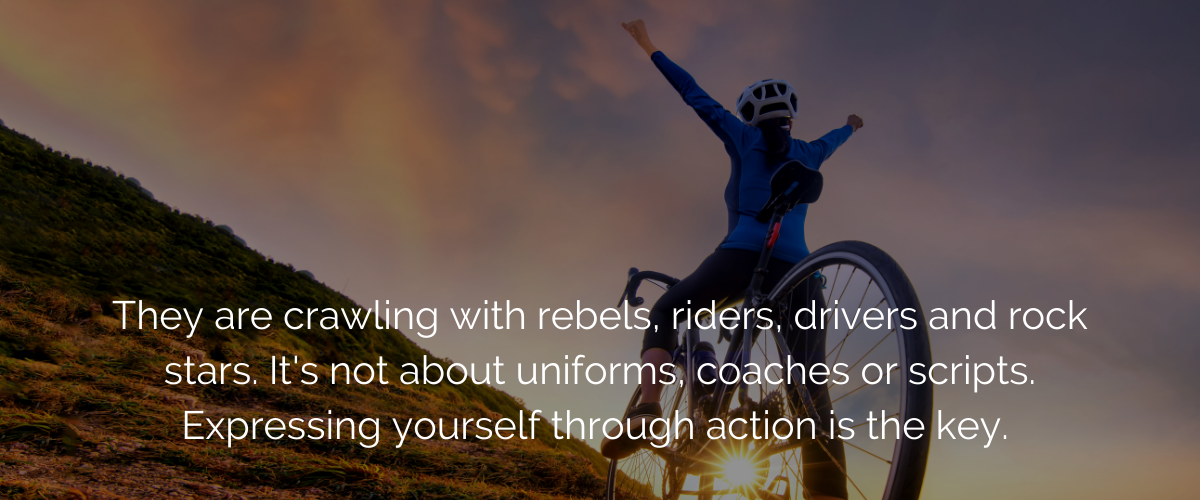 They are crawling with rebels, riders, drivers and rock
stars. It's not about uniforms, coaches or scripts.
Expressing yourself through action is the key.